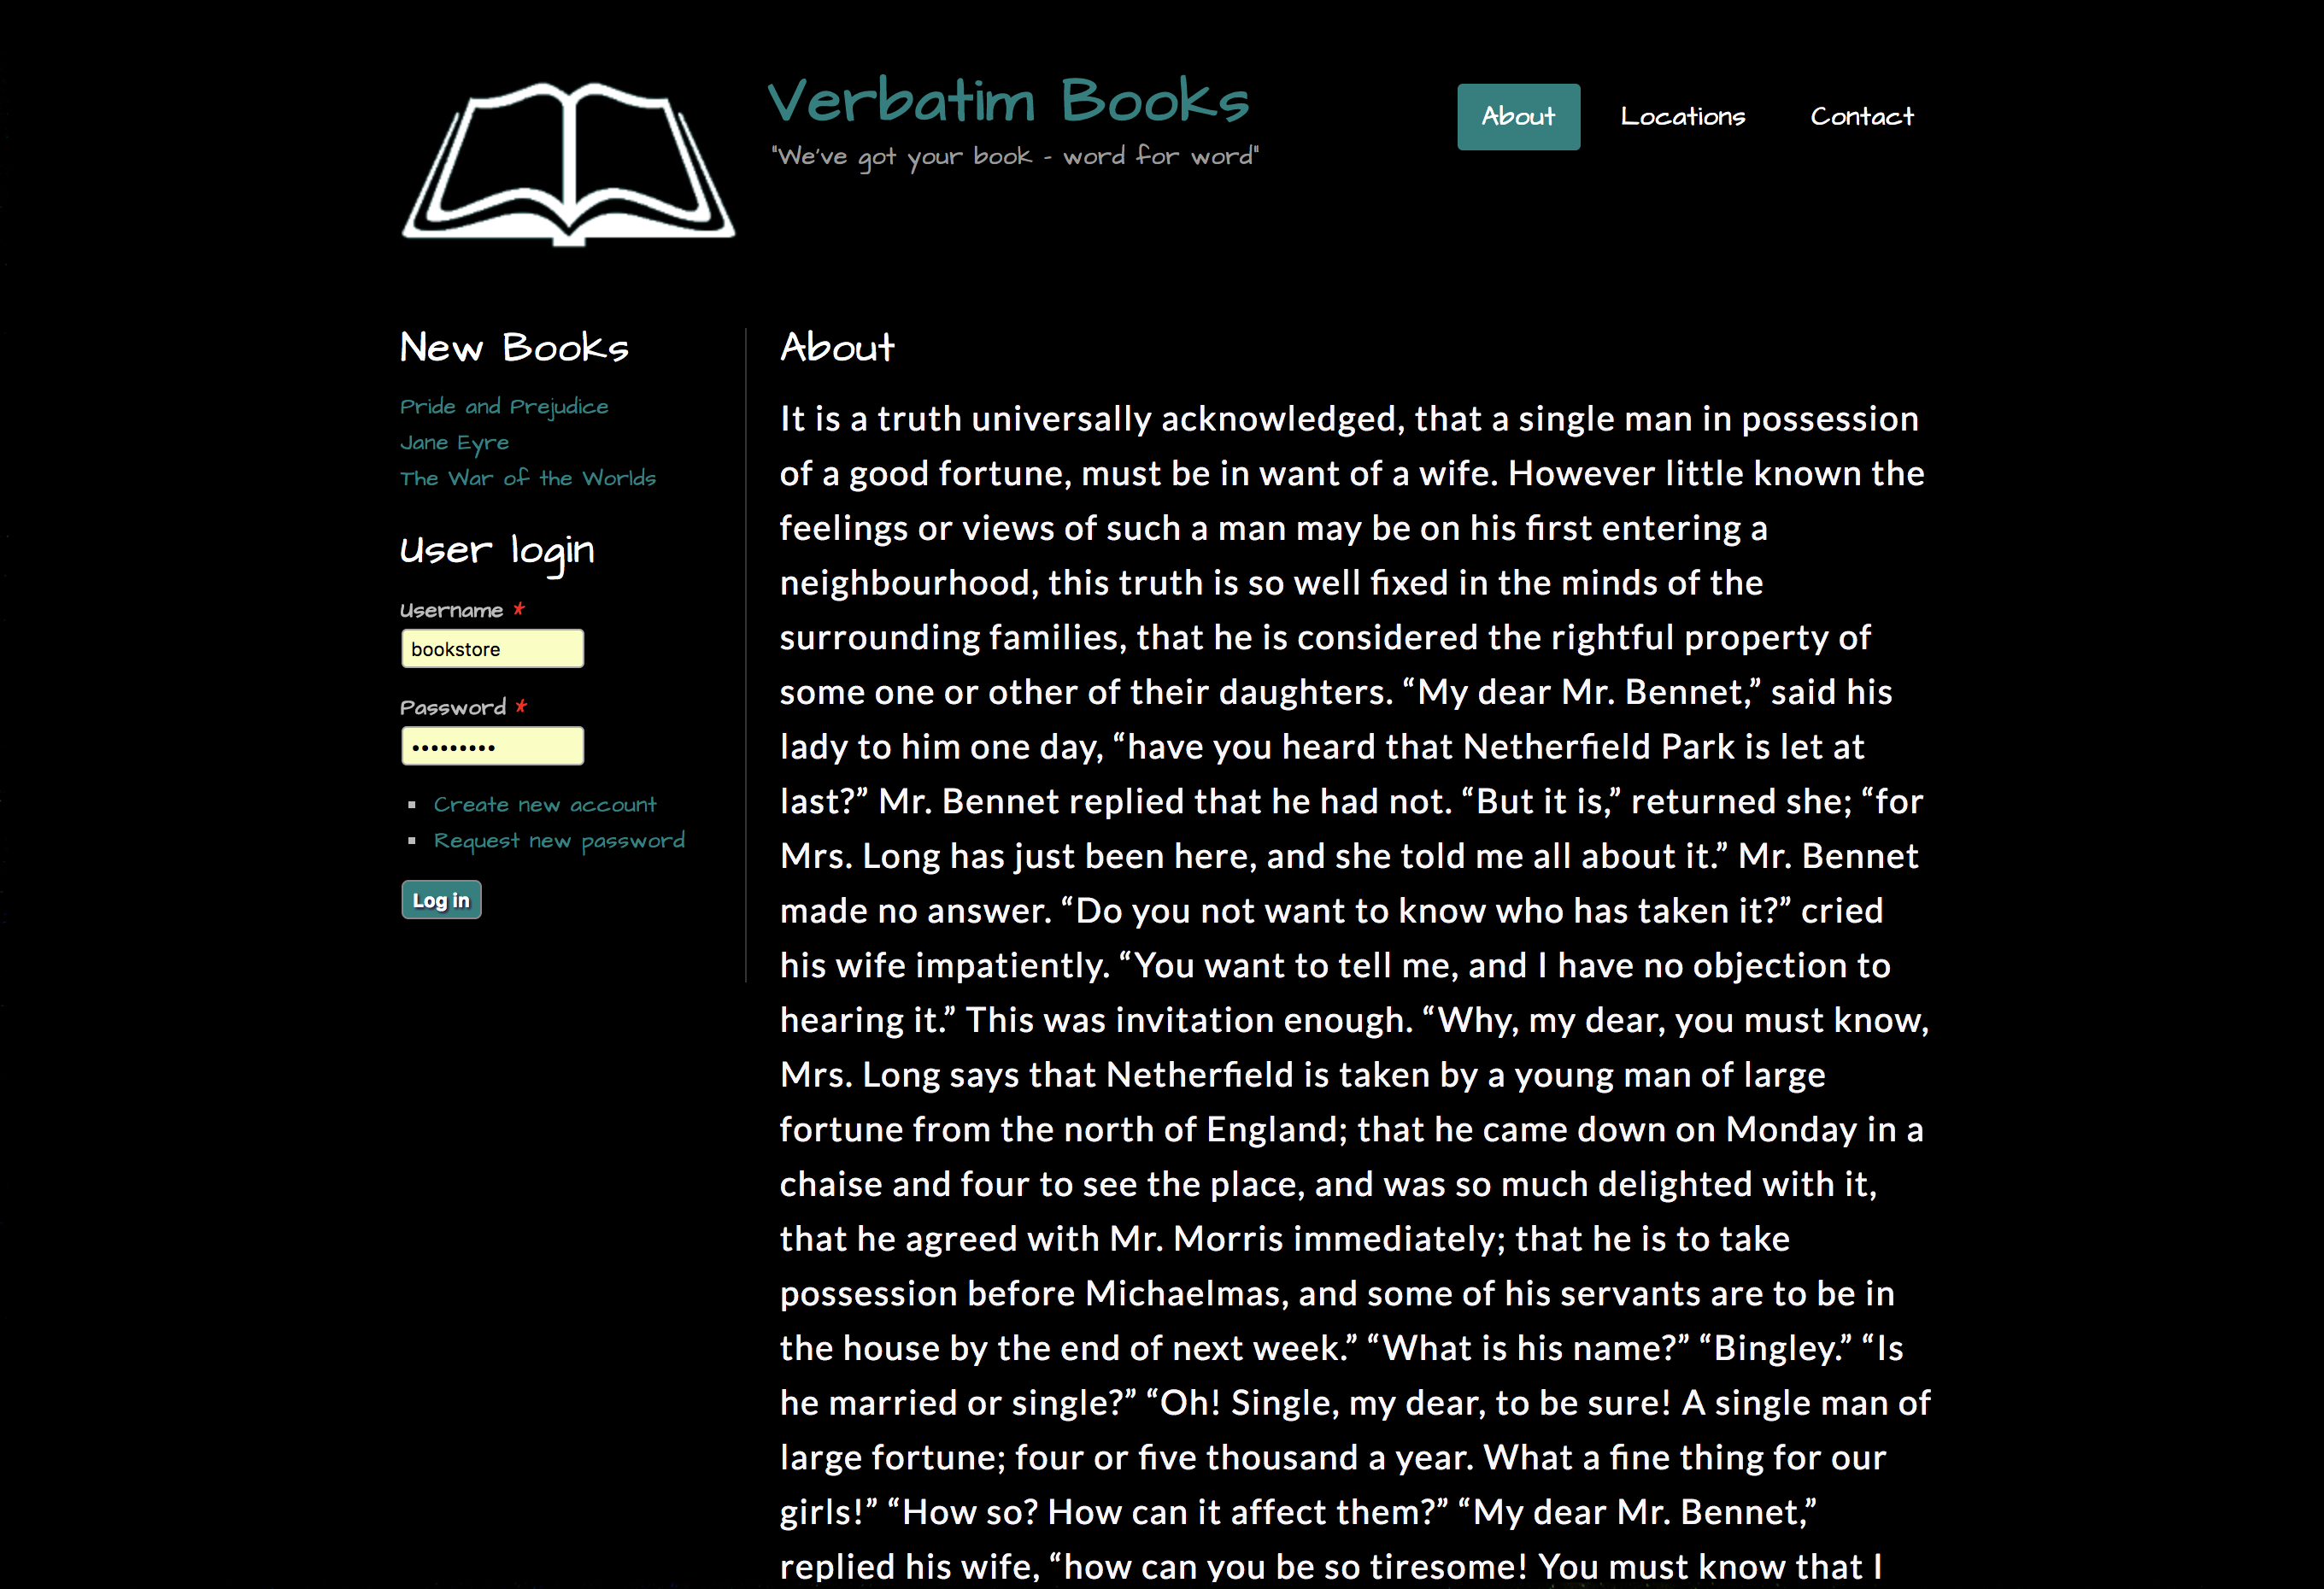 Verbatim Books
"We've got your book - word for word"
About
Locations
Contact
New Books
Pride and Prejudice
Jane Eyre
The War of the Worlds
User login
Username *
bookstore
Password *
•••••••••
Create new account
Request new password
Log in
About
It is a truth universally acknowledged, that a single man in possession
of a good fortune, must be in want of a wife. However little known the
feelings or views of such a man may be on his first entering a
neighbourhood, this truth is so well fixed in the minds of the
surrounding families, that he is considered the rightful property of
some one or other of their daughters. “My dear Mr. Bennet,” said his
lady to him one day, “have you heard that Netherfield Park is let at
last?” Mr. Bennet replied that he had not. “But it is,” returned she; “for
Mrs. Long has just been here, and she told me all about it.” Mr. Bennet
made no answer. “Do you not want to know who has taken it?” cried
his wife impatiently. “You want to tell me, and I have no objection to
hearing it.” This was invitation enough. “Why, my dear, you must know,
Mrs. Long says that Netherfield is taken by a young man of large
fortune from the north of England; that he came down on Monday in a
chaise and four to see the place, and was so much delighted with it,
that he agreed with Mr. Morris immediately; that he is to take
possession before Michaelmas, and some of his servants are to be in
the house by the end of next week.” “What is his name?” “Bingley.” “Is
he married or single?” “Oh! Single, my dear, to be sure! A single man of
large fortune; four or five thousand a year. What a fine thing for our
girls!” “How so? How can it affect them?” “My dear Mr. Bennet,”
replied his wife, “how can you be so tiresome! You must know that I